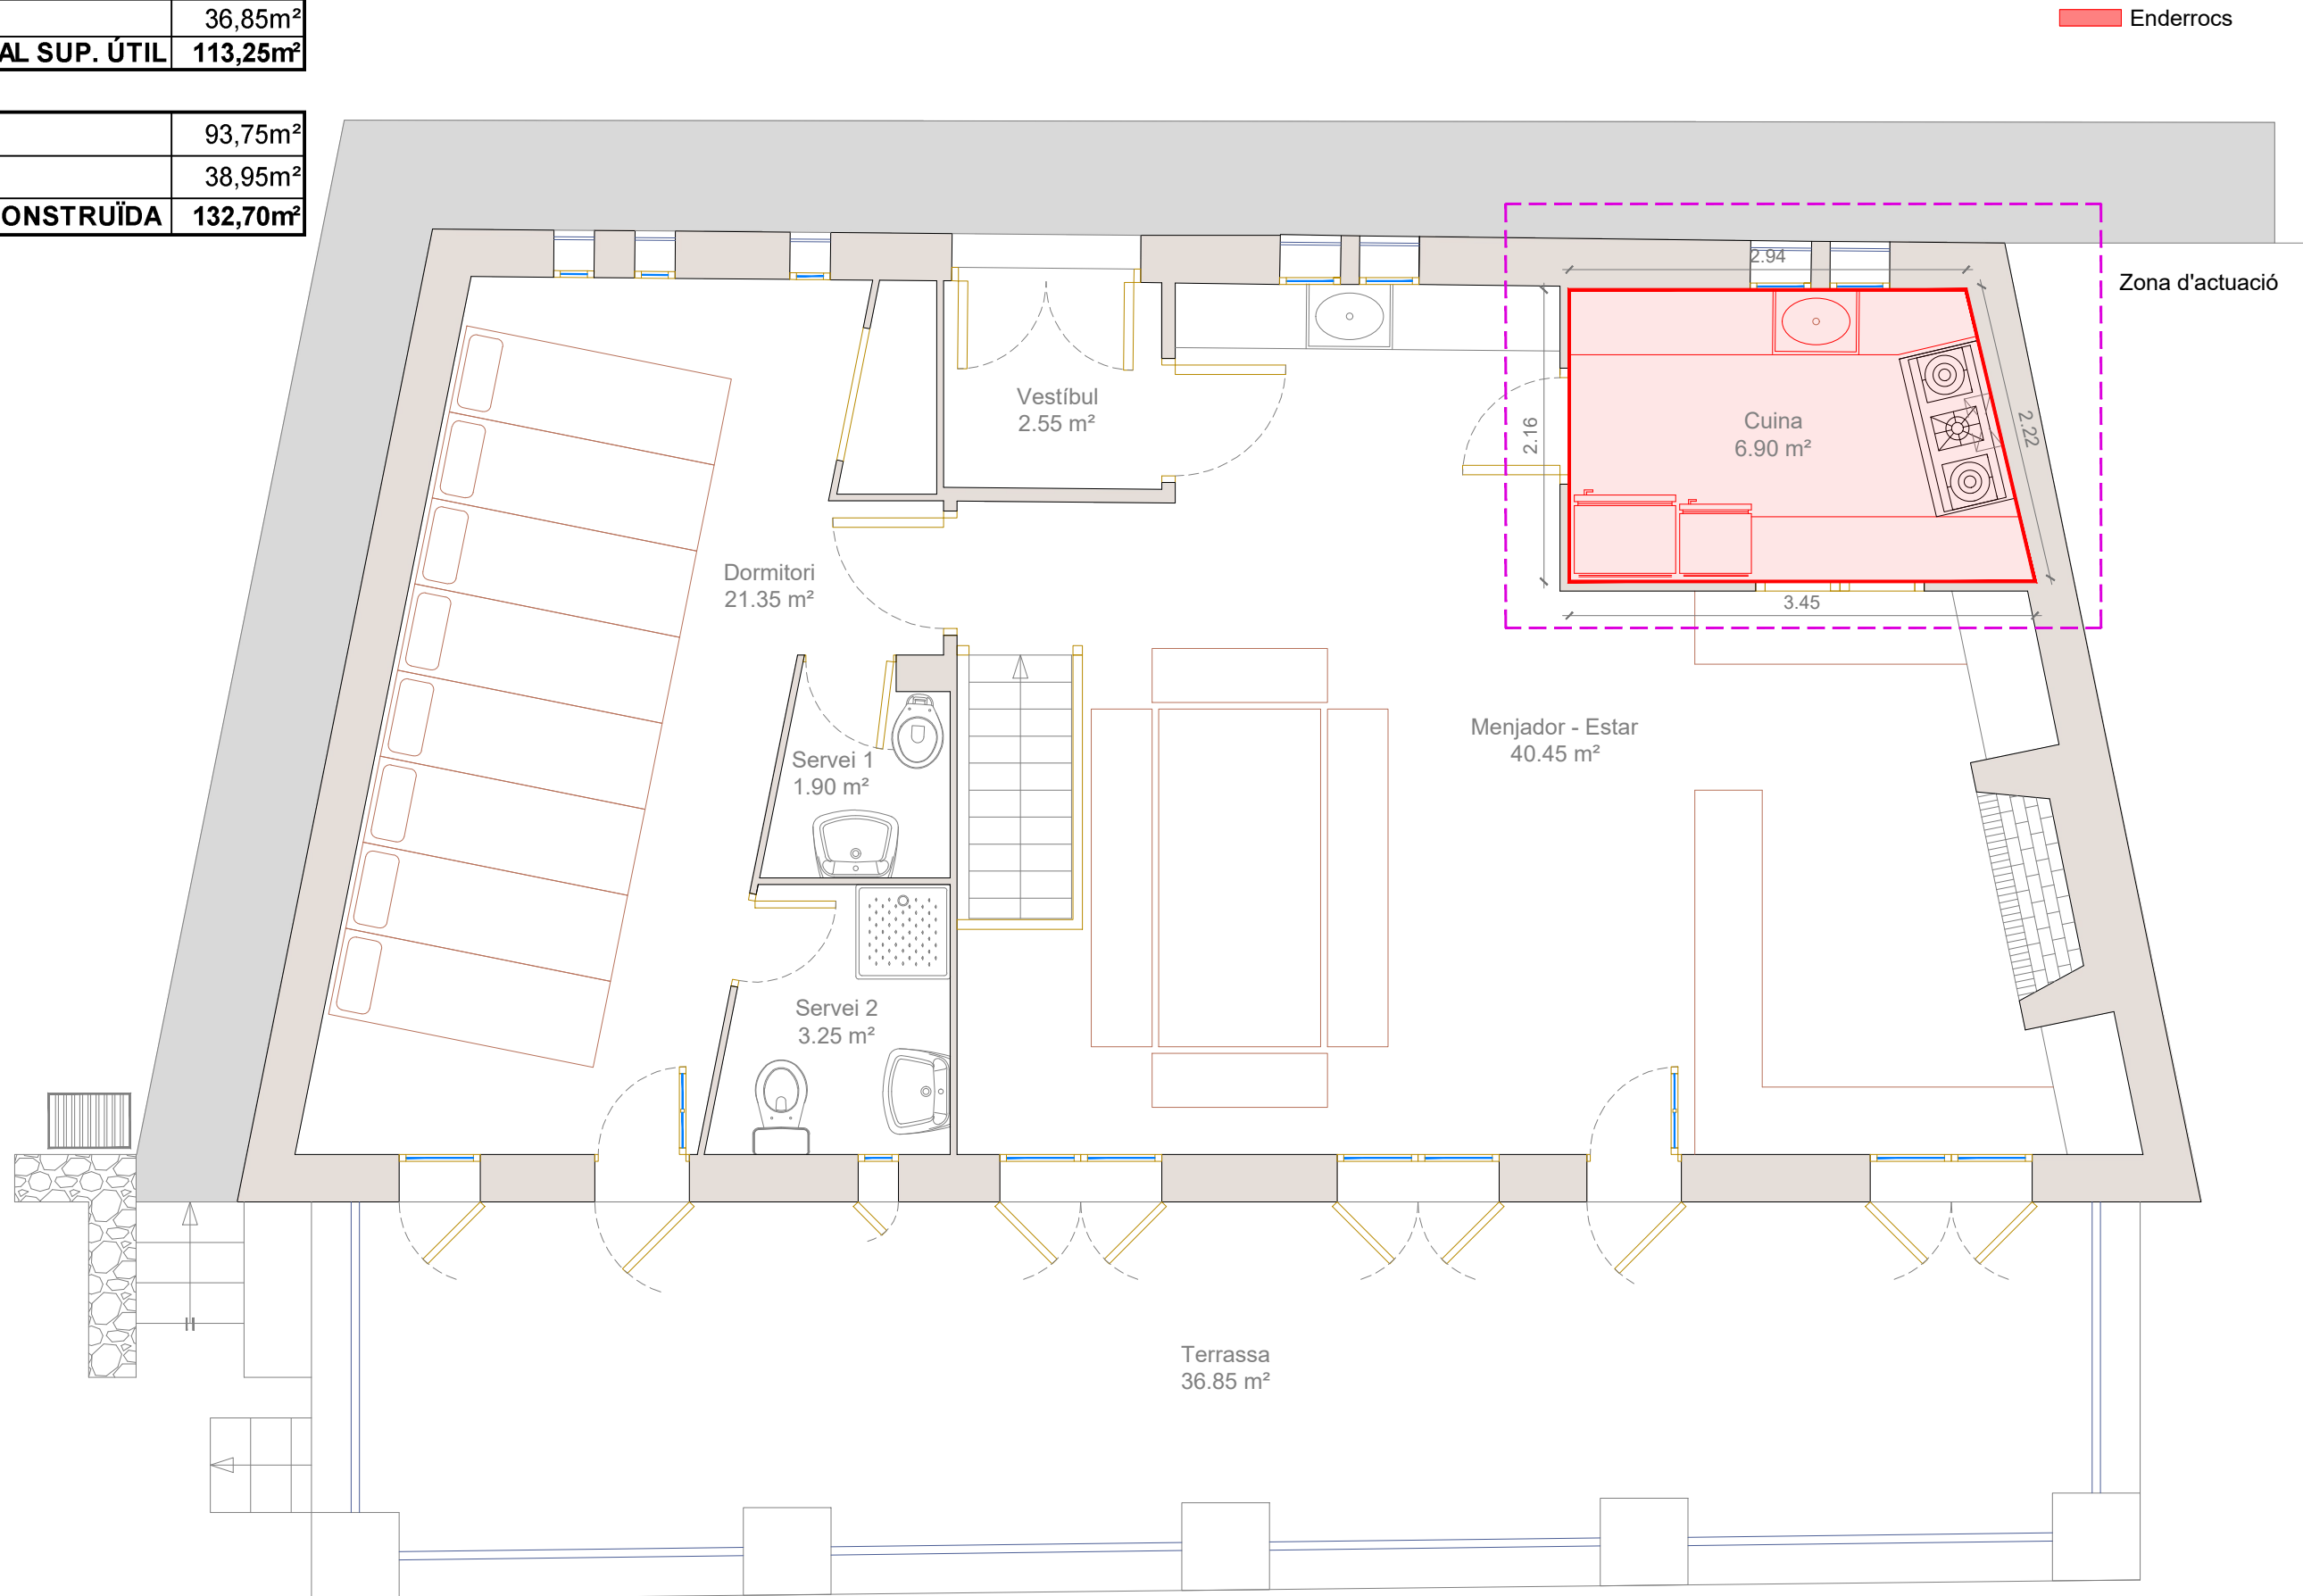 36,85m²
AL SUP. ÚTIL 113,25m²
93,75m²
38,95m²
ONSTRUÏDA 132,70m²
Enderrocs
Zona d'actuació
2.94
2.16
2.22
3.45
Cuina
6.90 m²
Vestíbul
2.55 m²
Dormitori
21.35 m²
Servei 1
1.90 m²
Menjador - Estar
40.45 m²
Servei 2
3.25 m²
Terrassa
36.85 m²